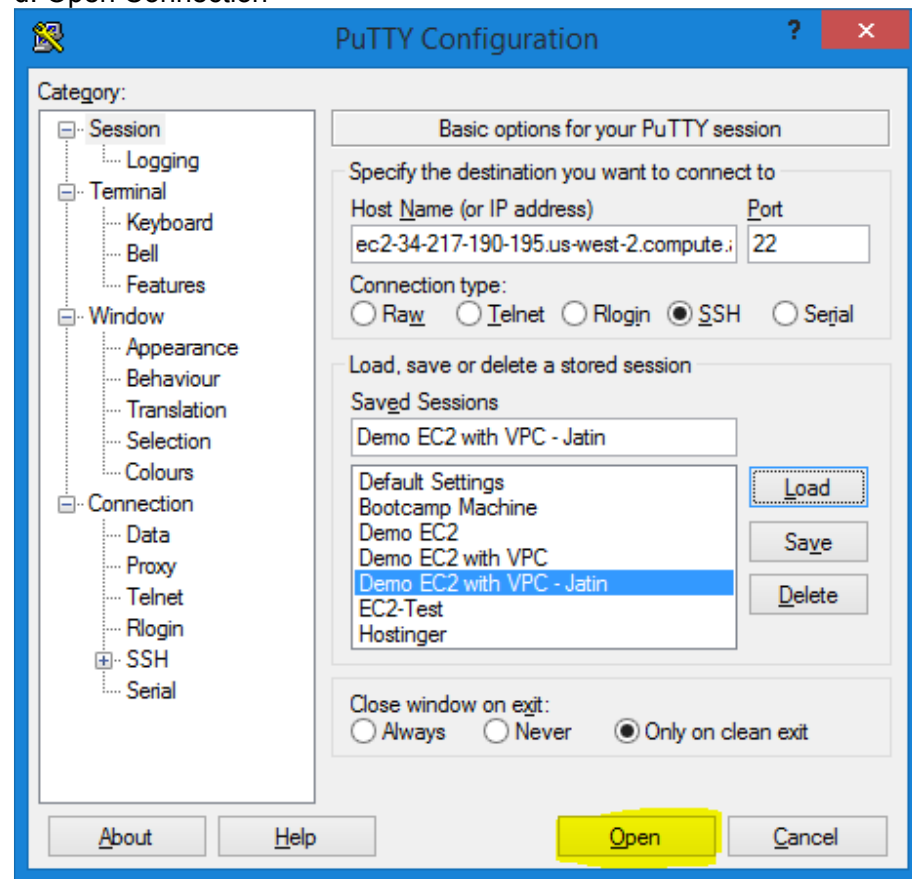 d. Open Connection
PuTTY Configuration
? ×
Category:
Session
Logging
Terminal
Keyboard
Bell
Features
Window
Appearance
Behaviour
Translation
Selection
Colours
Connection
Data
Proxy
Telnet
Rlogin
SSH
Serial
Basic options for your PuTTY session
Specify the destination you want to connect to
Host Name (or IP address) Port
ec2-34-217-190-195.us-west-2.compute. 22
Connection type:
Raw Telnet Rlogin SSH Serial
Load, save or delete a stored session
Saved Sessions
Demo EC2 with VPC - Jatin
Default Settings
Bootcamp Machine
Demo EC2
Demo EC2 with VPC
Demo EC2 with VPC - Jatin
EC2-Test
Hostinger
Load
Save
Delete
Close window on exit:
Always Never Only on clean exit
About Help Open Cancel